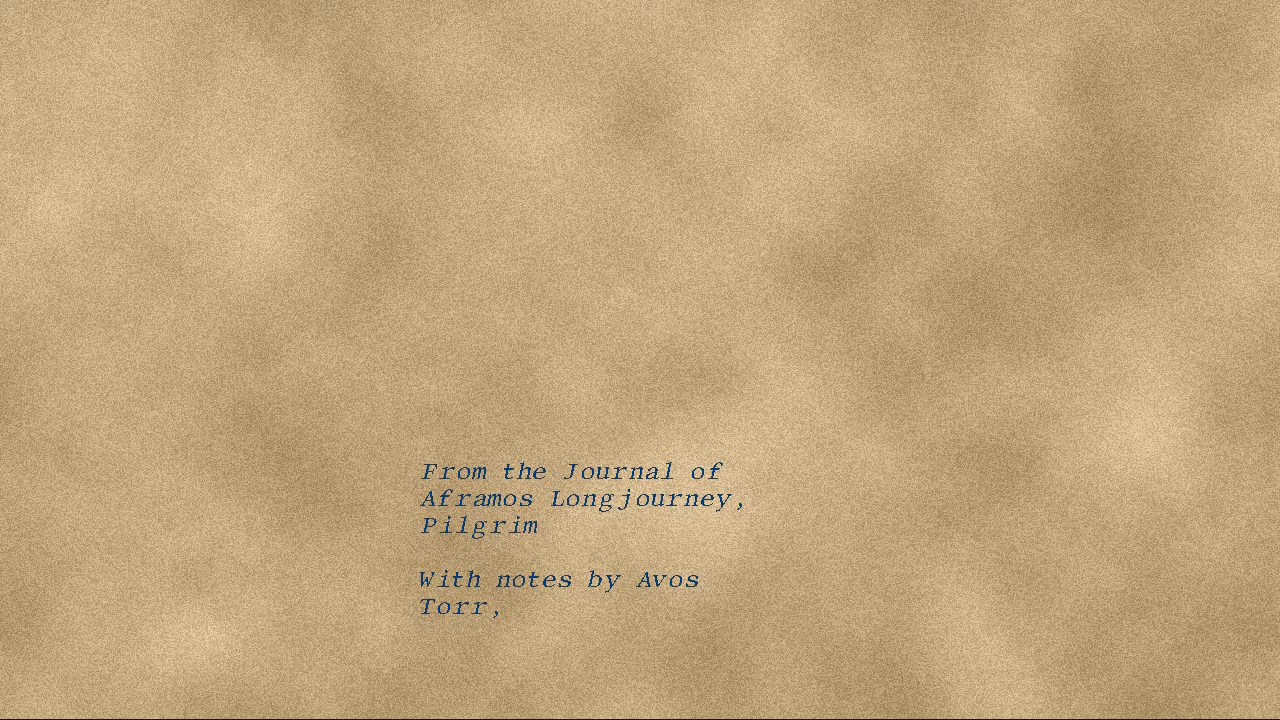 From the Journal of
Aframos Longjourney,
Pilgrim
With notes by Avos
Torr,